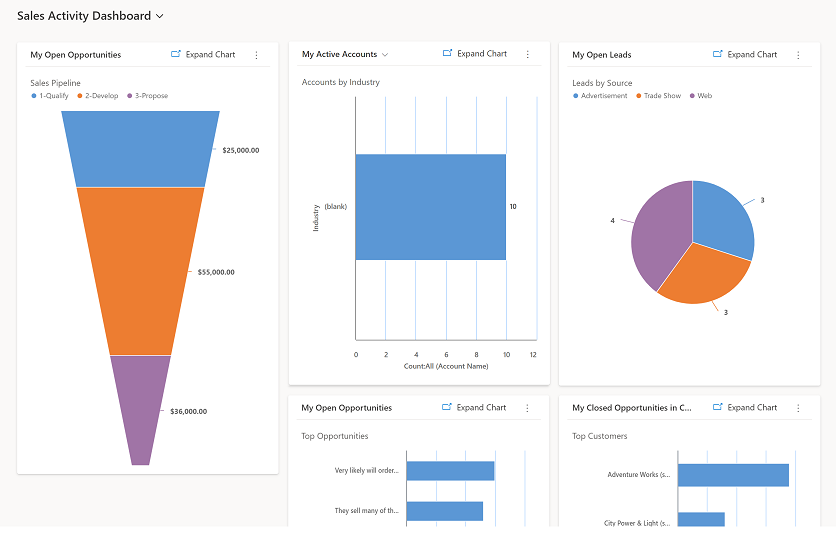 Sales Activity Dashboard
My Open Opportunities
Expand Chart
Sales Pipeline
1-Qualify 2-Develop 3-Propose
$25,000.00
$55,000.00
$36,000.00
My Active Accounts
Expand Chart
Accounts by Industry
Industry
(blank)
10
0 2 4 6 8 10 12
Count:All (Account Name)
My Open Leads
Expand Chart
Leads by Source
Advertisement Trade Show Web
3
4
3
My Open Opportunities
Expand Chart
Top Opportunities
Very likely will order...
They sell many of th...
My Closed Opportunities in C...
Expand Chart
Top Customers
Adventure Works (s...
City Power & Light (s...